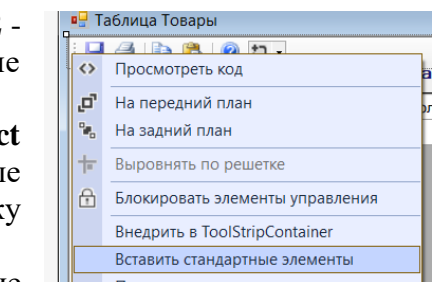 Таблица Товары
Просмотреть код
На передний план
На задний план
ct
Выровнять по решетке
Блокировать элементы управления
Внедрить в ToolStripContainer
Вставить стандартные элементы